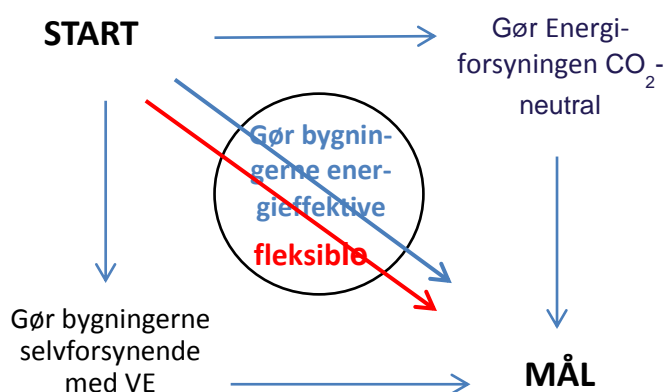 START
Gør Energi-
forsyningen CO2-
neutral
Gør bygnin-
gerne ener-
gieffektive
fleksible
Gør bygningerne
selvforsynende
med VE
MÅL